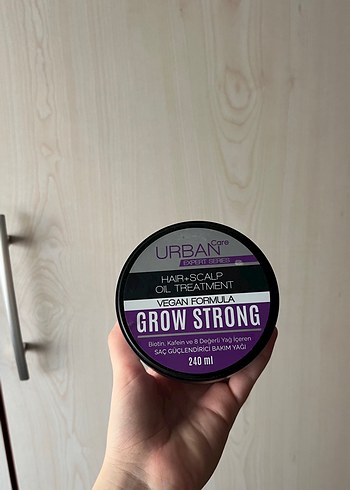 URBAN Care
EXPERT SERIES
HAIR+SCALP
OIL TREATMENT
VEGAN FORMULA
GROW STRONG
Biotin, Kafein ve 8 Değerli Yağ İçeren
SAÇ GÜÇLENDİRİCİ BAKIM YAĞI
240 ml